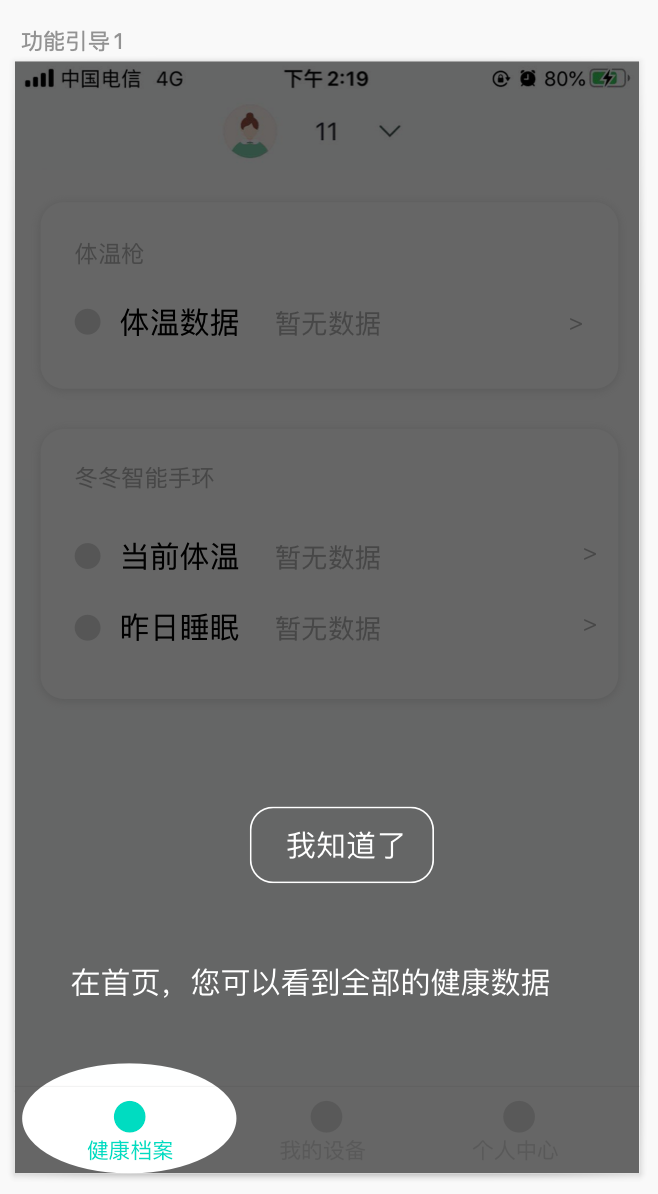 功能引导1
中国电信 4G 下午2:19 80%
11
体温枪
体温数据 暂无数据 >
冬冬智能手环
当前体温 暂无数据 >
昨日睡眠 暂无数据 >
我知道了
在首页，您可以看到全部的健康数据
健康档案 我的设备 个人中心